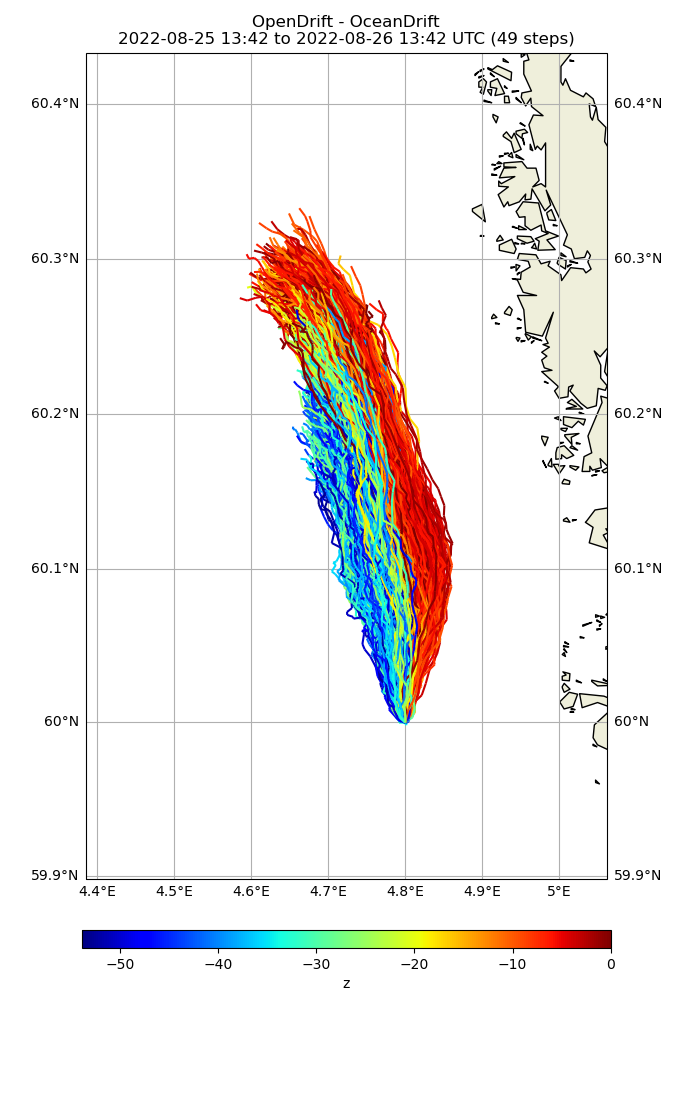 OpenDrift - OceanDrift
2022-08-25 13:42 to 2022-08-26 13:42 UTC (49 steps)
60.4°N 60.4°N
60.3°N 60.3°N
60.2°N 60.2°N
60.1°N 60.1°N
60°N 60°N
59.9°N 59.9°N
4.4°E 4.5°E 4.6°E 4.7°E 4.8°E 4.9°E 5°E
−50 −40 −30 −20 −10 0
z